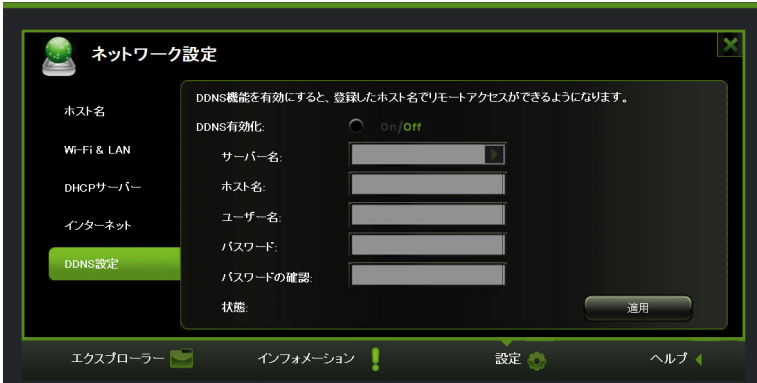 ネットワーク設定
ホスト名
Wi-Fi & LAN
DHCPサーバー
インターネット
DDNS設定
DDNS機能を有効にすると、登録したホスト名でリモートアクセスができるようになります。
DDNS有効化:
On/Off
サーバー名:
ホスト名:
ユーザー名:
パスワード:
パスワードの確認:
状態:
適用
エクスプローラー
インフォメーション
設定
ヘルプ